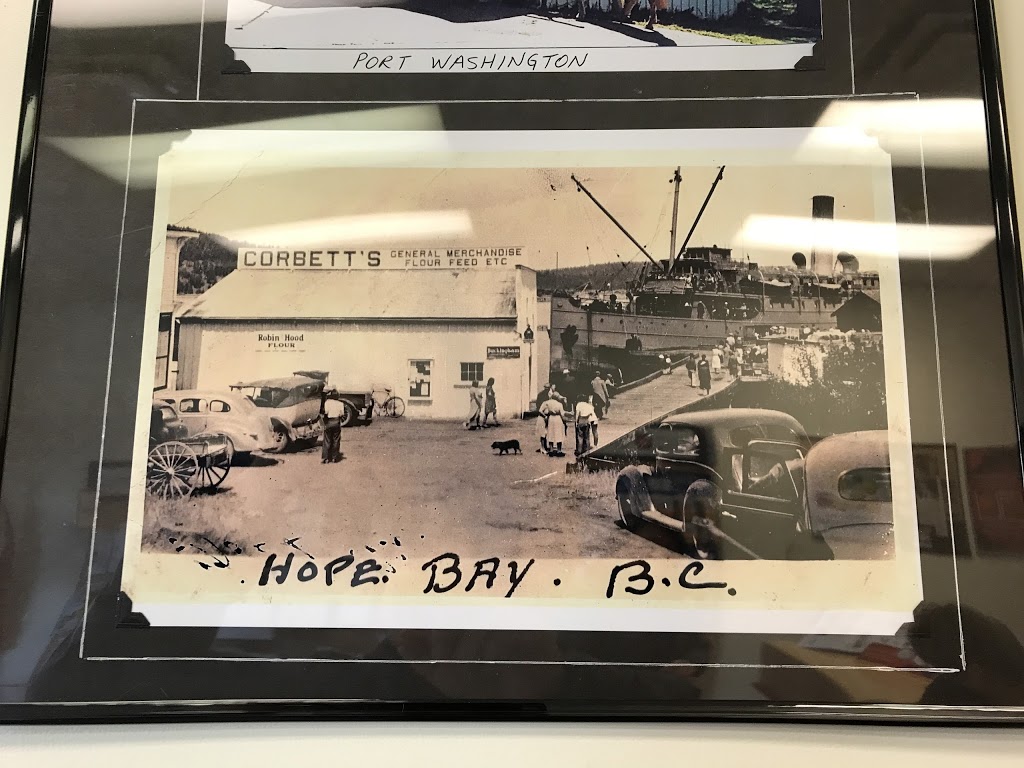 PORT WASHINGTON
CORBETT'S GENERAL MERCHANDISE
FLOUR FEED ETC
Robin Hood
FLOUR
HOPE. BAY. B.C.